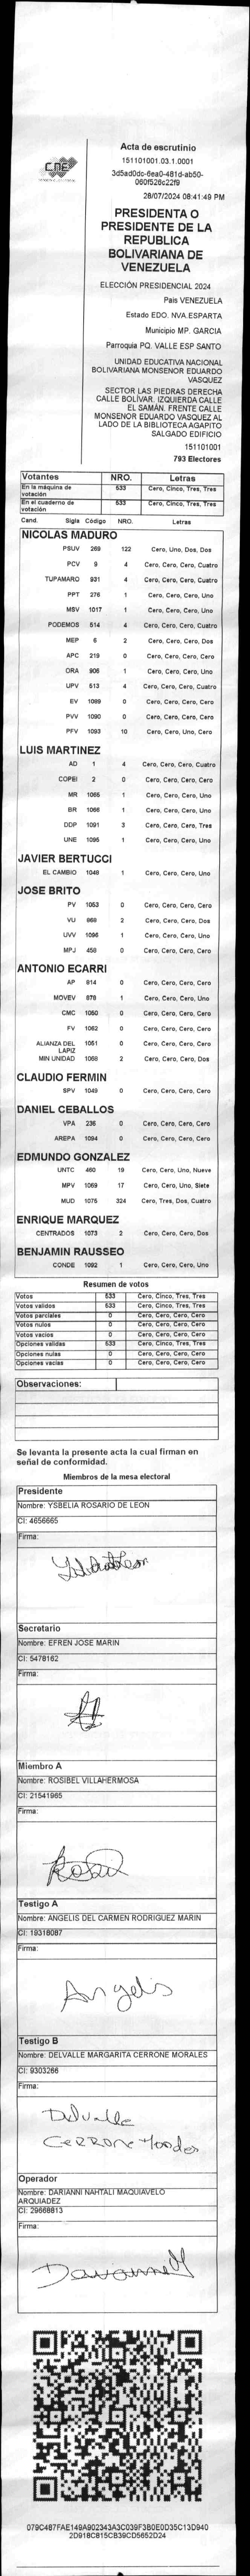 CNE
Acta de escrutinio
151101001.03.1.0001
3d5ad0dc-6ea0-481d-ab50-
060f526c22f9
28/07/2024 08:41:49 PM
PRESIDENTA O
PRESIDENTE DE LA
REPUBLICA
BOLIVARIANA DE
VENEZUELA
ELECCIÓN PRESIDENCIAL 2024
País VENEZUELA
Estado EDO. NVA.ESPARTA
Municipio MP. GARCIA
Parroquia PQ. VALLE ESP SANTO
UNIDAD EDUCATIVA NACIONAL
BOLIVARIANA MONSENOR EDUARDO
VASQUEZ
SECTOR LAS PIEDRAS DERECHA
CALLE BOLÍVAR. IZQUIERDA CALLE
EL SAMÁN. FRENTE CALLE
MONSENOR EDUARDO VASQUEZ AL
LADO DE LA BIBLIOTECA AGAPITO
SALGADO EDIFICIO
151101001
793 Electores
Votantes NRO. Letras
En la máquina de votación 533 Cero, Cinco, Tres, Tres
En el cuaderno de votación 533 Cero, Cinco, Tres, Tres
Cand. Sigla Código NRO. Letras
NICOLAS MADURO
PSUV 269 122 Cero, Uno, Dos, Dos
PCV 9 4 Cero, Cero, Cero, Cuatro
TUPAMARO 931 4 Cero, Cero, Cero, Cuatro
PPT 276 1 Cero, Cero, Cero, Uno
MSV 1017 1 Cero, Cero, Cero, Uno
PODEMOS 514 4 Cero, Cero, Cero, Cuatro
MEP 6 2 Cero, Cero, Cero, Dos
APC 219 0 Cero, Cero, Cero, Cero
ORA 906 1 Cero, Cero, Cero, Uno
UPV 513 4 Cero, Cero, Cero, Cuatro
EV 1099 0 Cero, Cero, Cero, Cero
PVV 1090 0 Cero, Cero, Cero, Cero
PFV 1093 10 Cero, Cero, Uno, Cero
LUIS MARTINEZ
AD 1 4 Cero, Cero, Cero, Cuatro
COPEI 2 0 Cero, Cero, Cero, Cero
MR 1065 1 Cero, Cero, Cero, Uno
BR 1066 1 Cero, Cero, Cero, Uno
DDP 1091 3 Cero, Cero, Cero, Tres
UNE 1095 1 Cero, Cero, Cero, Uno
JAVIER BERTUCCI
EL CAMBIO 1048 1 Cero, Cero, Cero, Uno
JOSE BRITO
PV 1053 0 Cero, Cero, Cero, Cero
VU 868 2 Cero, Cero, Cero, Dos
UVV 1096 1 Cero, Cero, Cero, Uno
MPJ 458 0 Cero, Cero, Cero, Cero
ANTONIO ECARRI
AP 814 0 Cero, Cero, Cero, Cero
MOVEV 878 1 Cero, Cero, Cero, Uno
CMC 1050 0 Cero, Cero, Cero, Cero
FV 1062 0 Cero, Cero, Cero, Cero
ALIANZA DEL LAPIZ 1051 0 Cero, Cero, Cero, Cero
MIN UNIDAD 1068 2 Cero, Cero, Cero, Dos
CLAUDIO FERMIN
SPV 1049 0 Cero, Cero, Cero, Cero
DANIEL CEBALLOS
VPA 236 0 Cero, Cero, Cero, Cero
AREPA 1094 0 Cero, Cero, Cero, Cero
EDMUNDO GONZALEZ
UNTC 460 19 Cero, Cero, Uno, Nueve
MPV 1069 17 Cero, Cero, Uno, Siete
MUD 1075 324 Cero, Tres, Dos, Cuatro
ENRIQUE MARQUEZ
CENTRADOS 1073 2 Cero, Cero, Cero, Dos
BENJAMIN RAUSSEO
CONDE 1092 1 Cero, Cero, Cero, Uno
Resumen de votos
Votos 533 Cero, Cinco, Tres, Tres
Votos validos 533 Cero, Cinco, Tres, Tres
Votos parciales 0 Cero, Cero, Cero, Cero
Votos nulos 0 Cero, Cero, Cero, Cero
Votos vacios 0 Cero, Cero, Cero, Cero
Opciones validas 533 Cero, Cinco, Tres, Tres
Opciones nulas 0 Cero, Cero, Cero, Cero
Opciones vacias 0 Cero, Cero, Cero, Cero
Observaciones:
Se levanta la presente acta la cual firman en
señal de conformidad.
Miembros de la mesa electoral
Presidente
Nombre: YSBELIA ROSARIO DE LEON
CI: 4656665
Firma:
Secretario
Nombre: EFREN JOSE MARIN
CI: 5478162
Firma:
Miembro A
Nombre: ROSIBEL VILLAHERMOSA
CI: 21541965
Firma:
Testigo A
Nombre: ANGELIS DEL CARMEN RODRIGUEZ MARIN
CI: 19318087
Firma:
Angelis
Testigo B
Nombre: DELVALLE MARGARITA CERRONE MORALES
CI: 9303266
Firma:
Delvalle
Cerrone
Operador
Nombre: DARIANNI NAHTALI MAQUIAVELO
ARQUIADEZ
CI: 29668813
Firma:
079C487FAE149A902343A3C039F3B0E0D35C13D940
2D918C815CB39CD5652D24